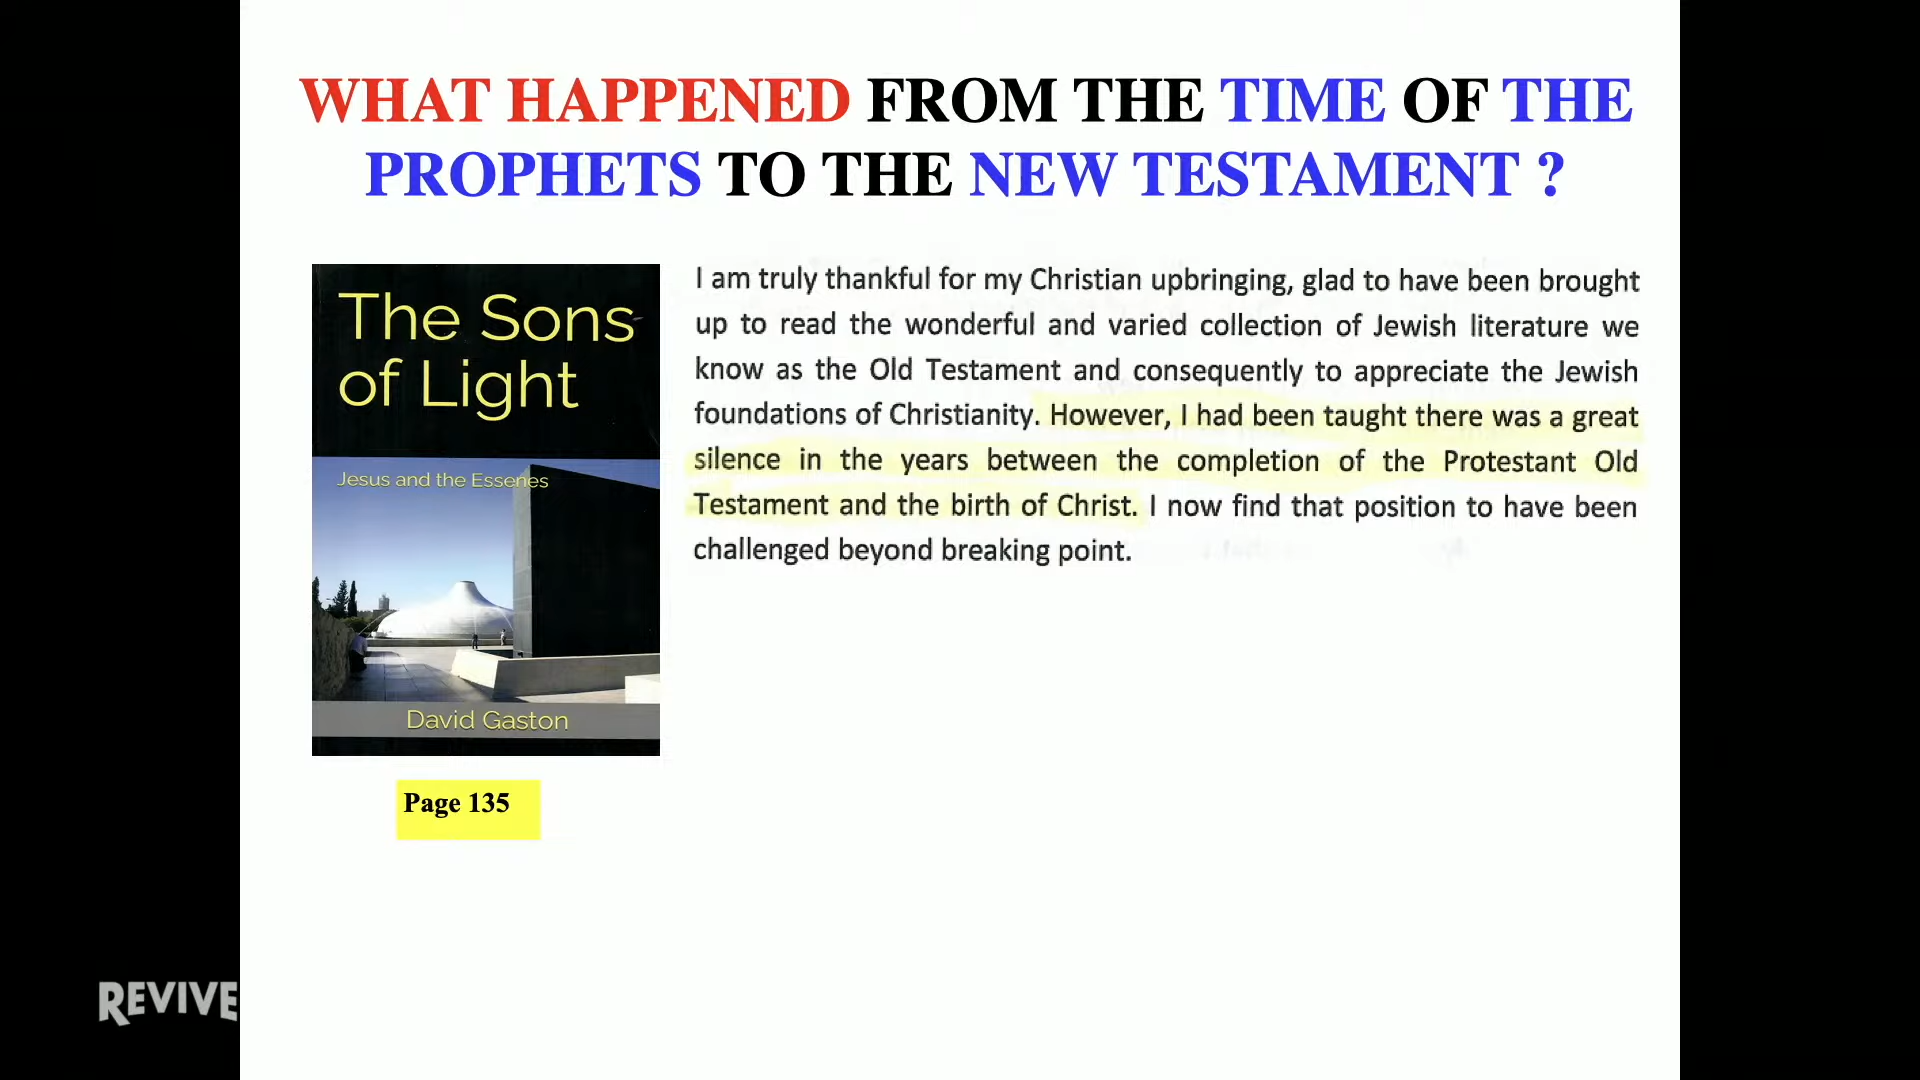 WHAT HAPPENED FROM THE TIME OF THE
PROPHETS TO THE NEW TESTAMENT ?
The Sons
of Light
Jesus and the Essenes
David Gaston
Page 135
I am truly thankful for my Christian upbringing, glad to have been brought
up to read the wonderful and varied collection of Jewish literature we
know as the Old Testament and consequently to appreciate the Jewish
foundations of Christianity. However, I had been taught there was a great
silence in the years between the completion of the Protestant Old
Testament and the birth of Christ. I now find that position to have been
challenged beyond breaking point.
REVIVE